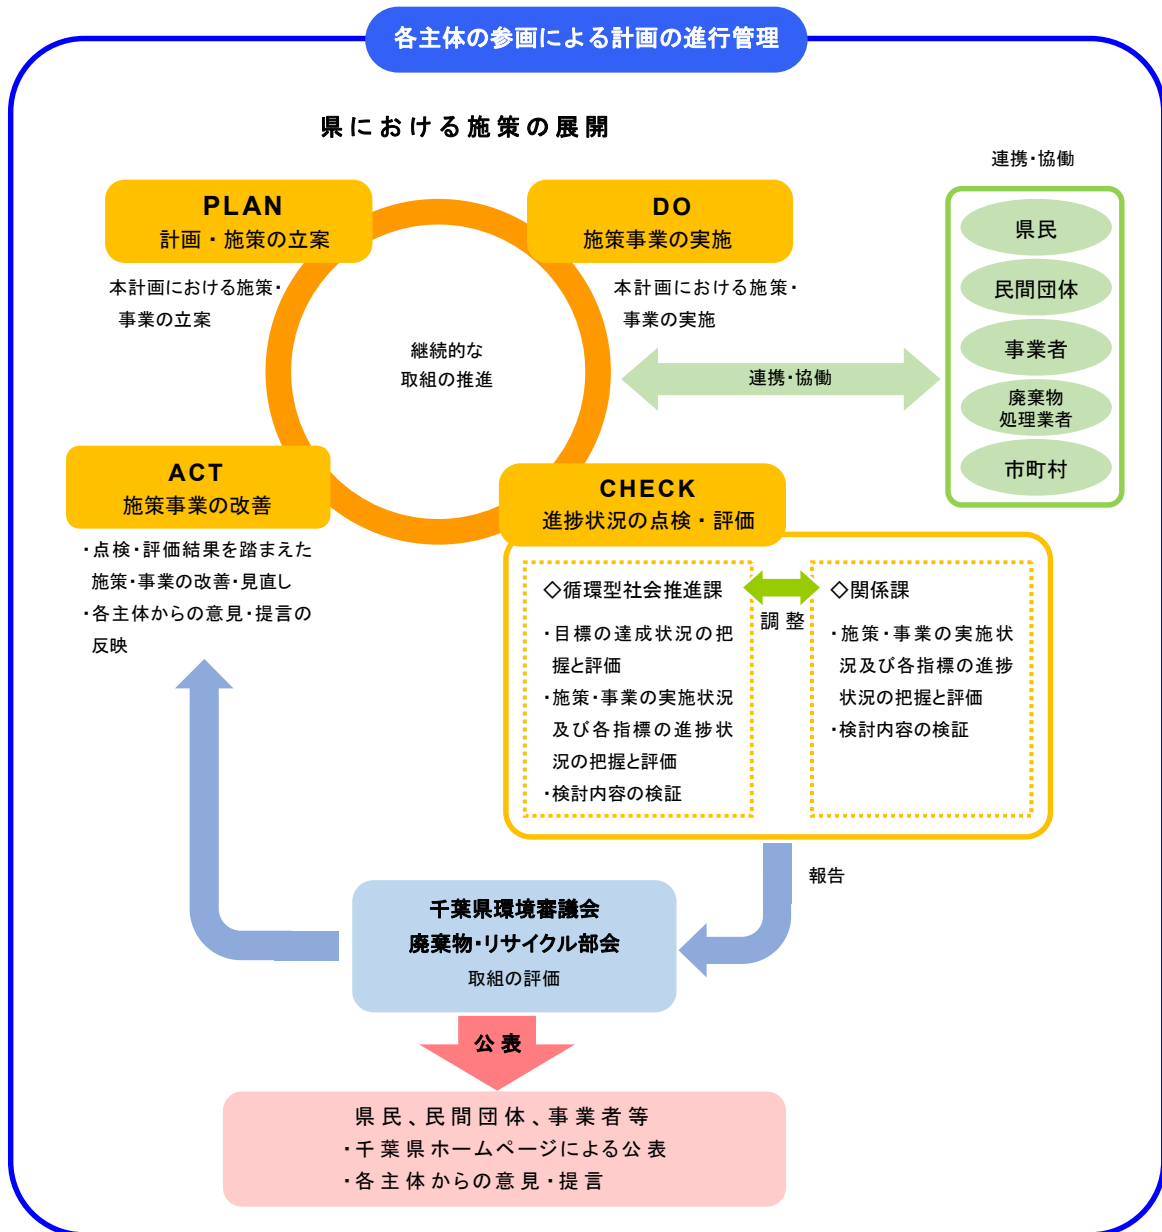 各主体の参画による計画の進行管理
県における施策の展開
PLAN
計画・施策の立案
本計画における施策・
事業の立案
DO
施策事業の実施
本計画における施策・
事業の実施
継続的な
取組の推進
連携・協働
連携・協働
県民
民間団体
事業者
廃棄物
処理業者
市町村
ACT
施策事業の改善
・点検・評価結果を踏まえた
施策・事業の改善・見直し
・各主体からの意見・提言の
反映
CHECK
進捗状況の点検・評価
◇循環型社会推進課
・目標の達成状況の把
握と評価
・施策・事業の実施状況
及び各指標の進捗状
況の把握と評価
・検討内容の検証
調整
◇関係課
・施策・事業の実施状
況及び各指標の進捗
状況の把握と評価
・検討内容の検証
報告
千葉県環境審議会
廃棄物・リサイクル部会
取組の評価
公表
県民、民間団体、事業者等
・千葉県ホームページによる公表
・各主体からの意見・提言